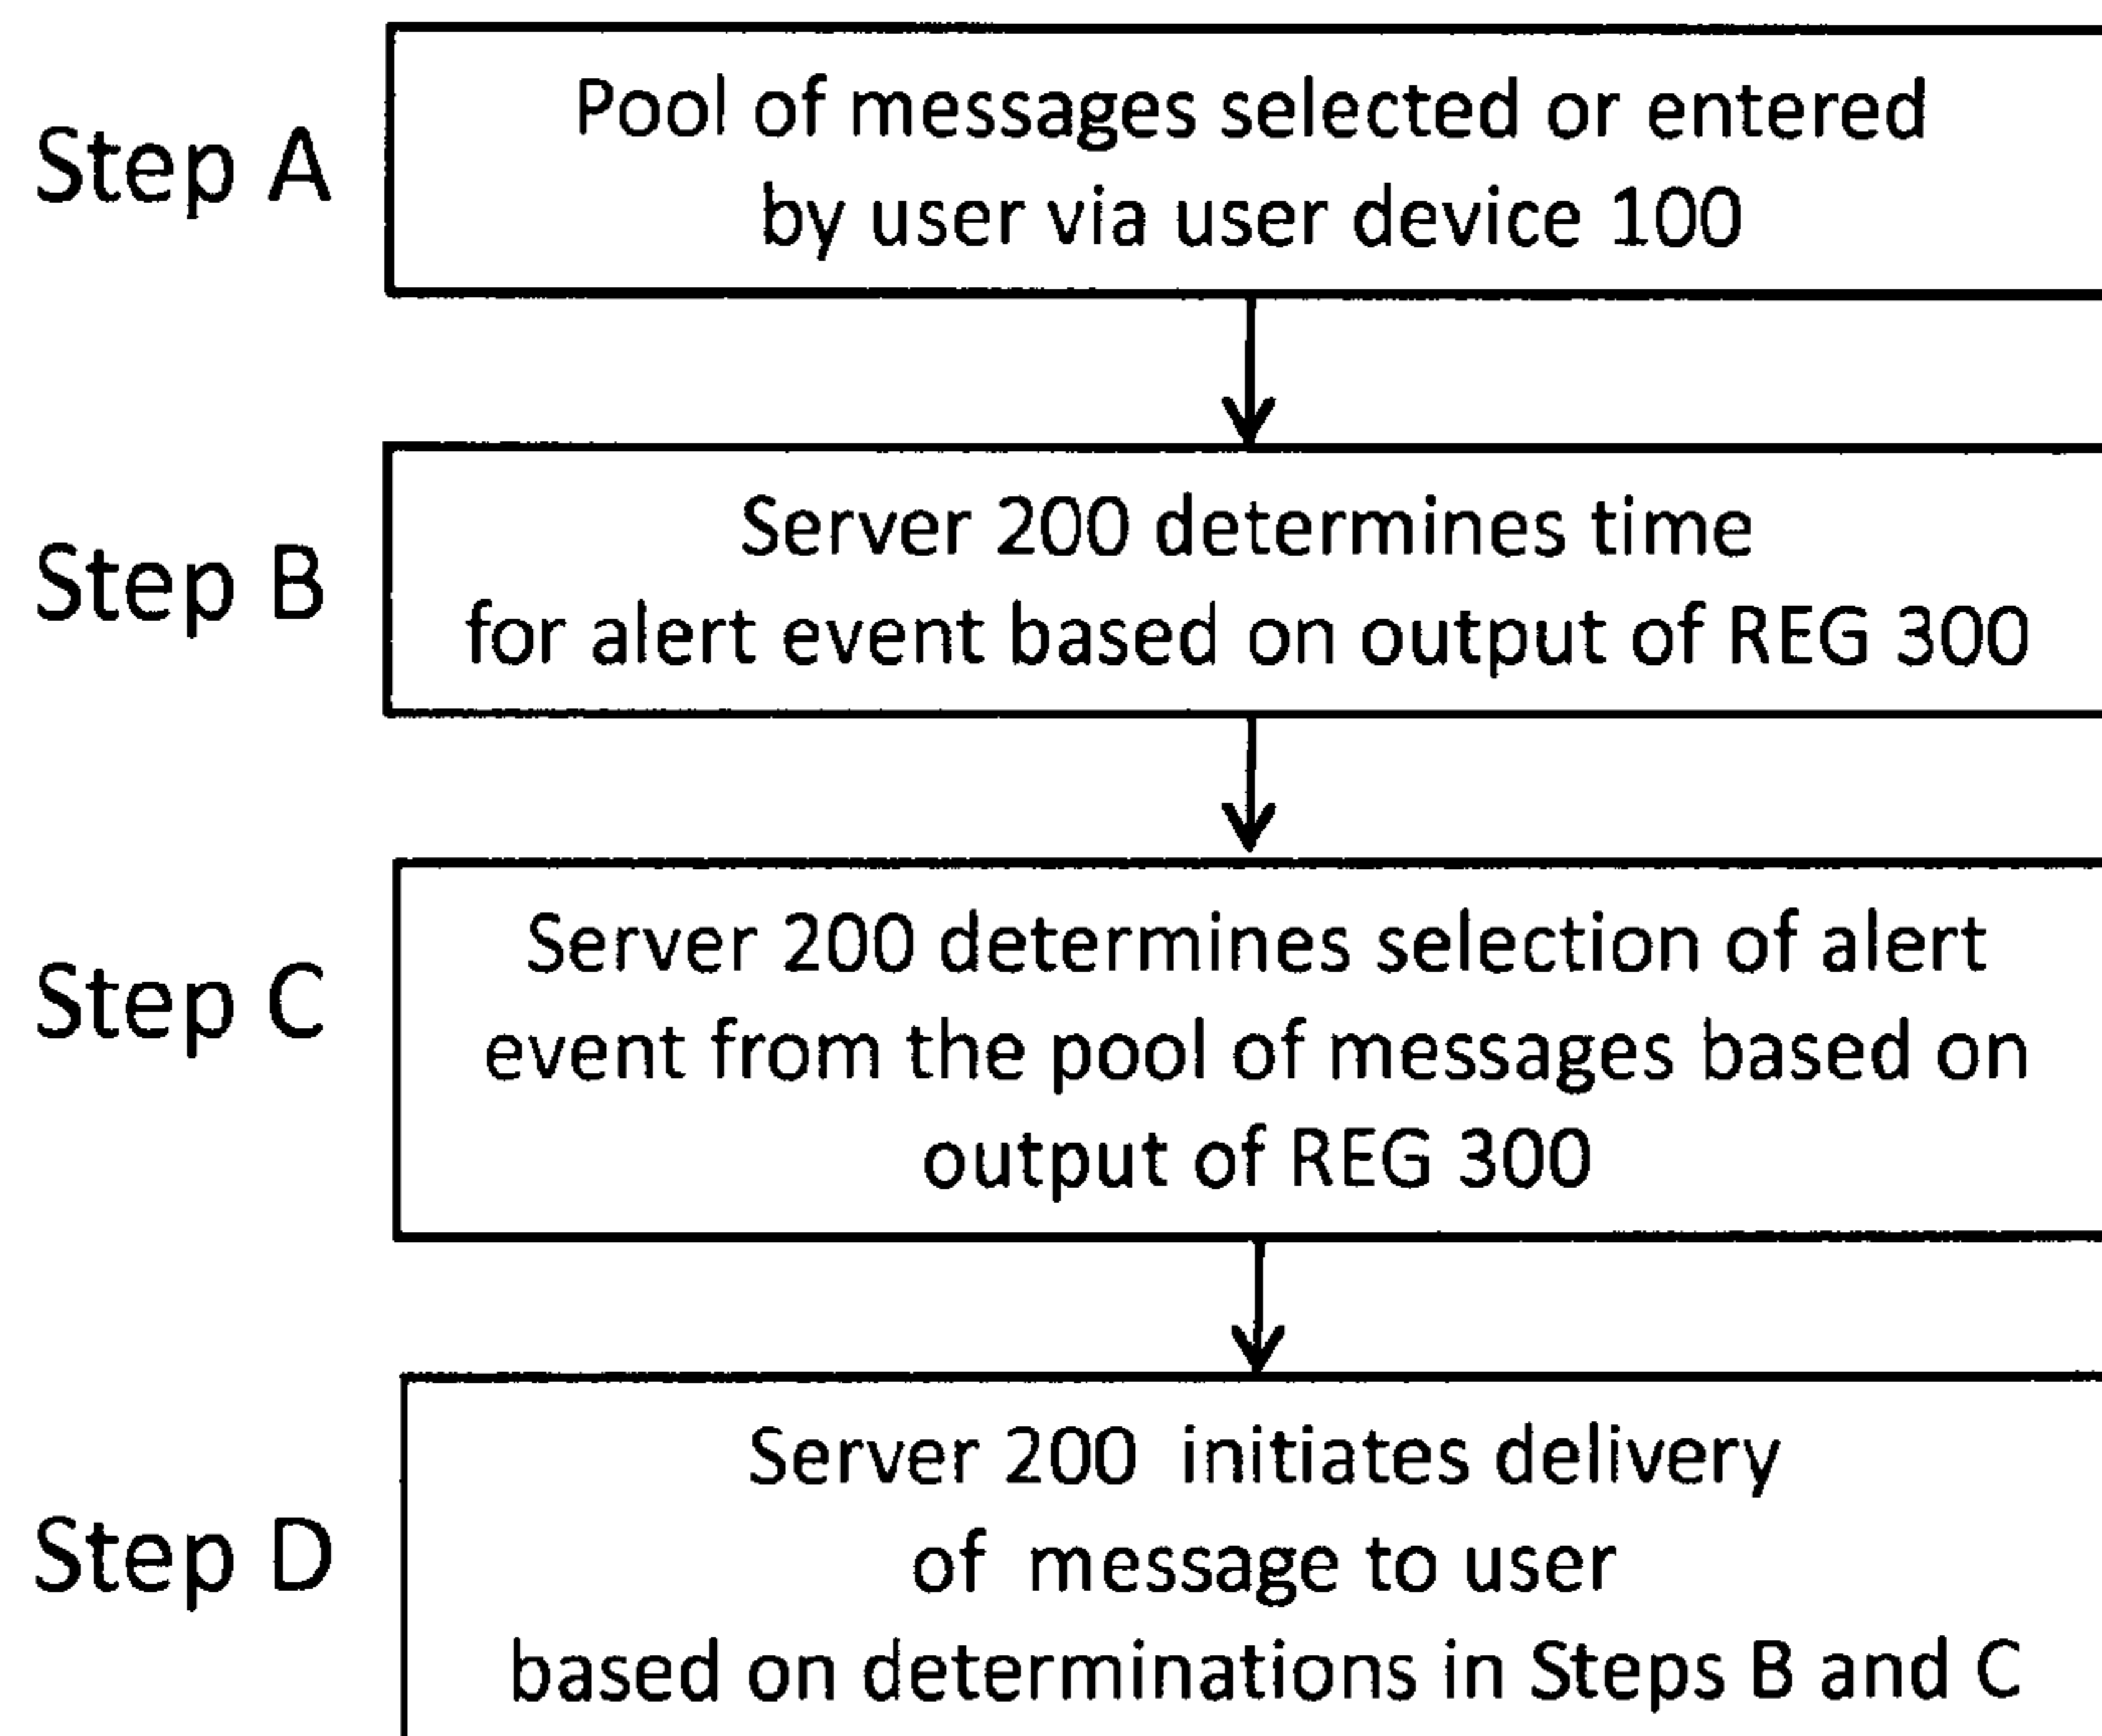 Step A
Pool of messages selected or entered
by user via user device 100
Step B
Server 200 determines time
for alert event based on output of REG 300
Step C
Server 200 determines selection of alert
event from the pool of messages based on
output of REG 300
Step D
Server 200 initiates delivery
of message to user
based on determinations in Steps B and C